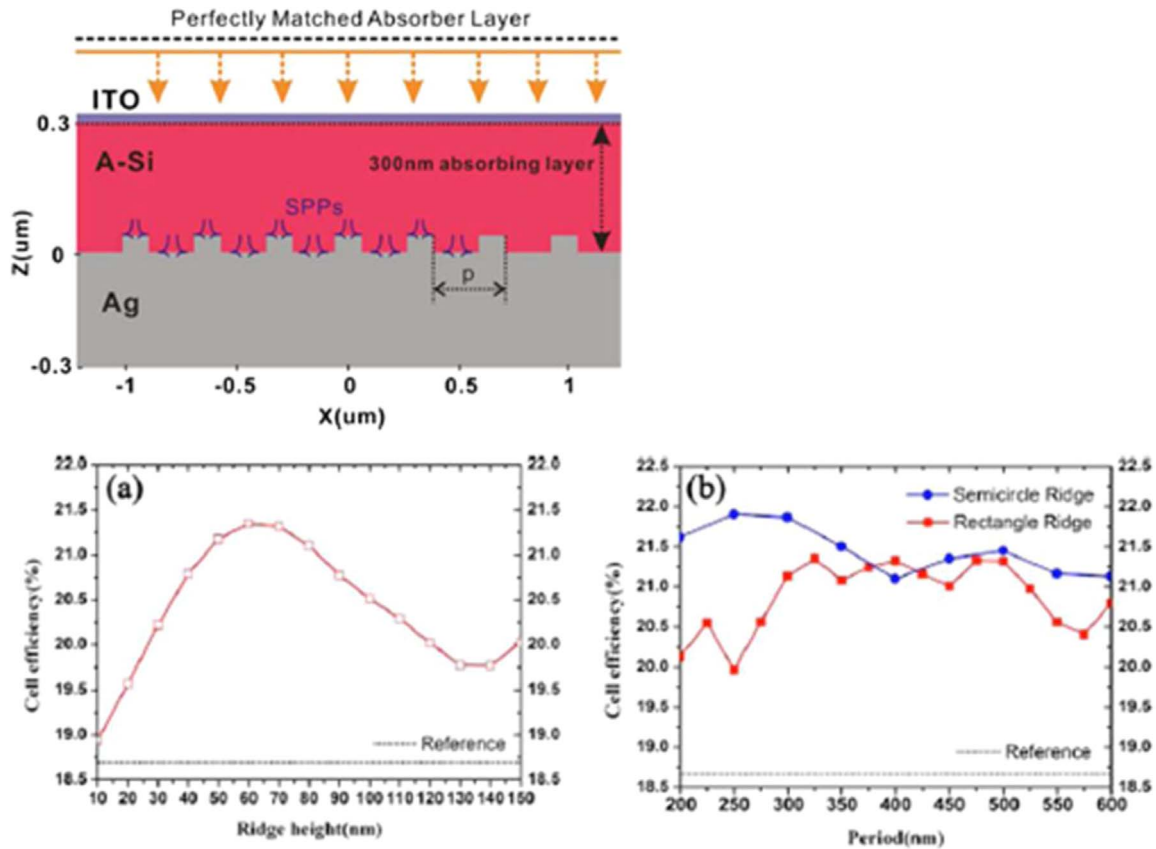 Perfectly Matched Absorber Layer
ITO
0.3
A-Si
300nm absorbing layer
SPPs
Z(um)
0
p
Ag
-0.3
-1 -0.5 0 0.5 1
X(um)
(a)
22.0 22.0
21.5 21.5
21.0 21.0
20.5 20.5
20.0 20.0
19.5 19.5
19.0 19.0
18.5 18.5
Cell efficiency(%)
Reference
10 20 30 40 50 60 70 80 90 100 110 120 130 140 150
Ridge height(nm)
(b)
Semicircle Ridge
Rectangle Ridge
22.5 22.5
22.0 22.0
21.5 21.5
21.0 21.0
20.5 20.5
20.0 20.0
19.5 19.5
19.0 19.0
18.5 18.5
Cell efficiency(%)
Reference
200 250 300 350 400 450 500 550 600
Period(nm)